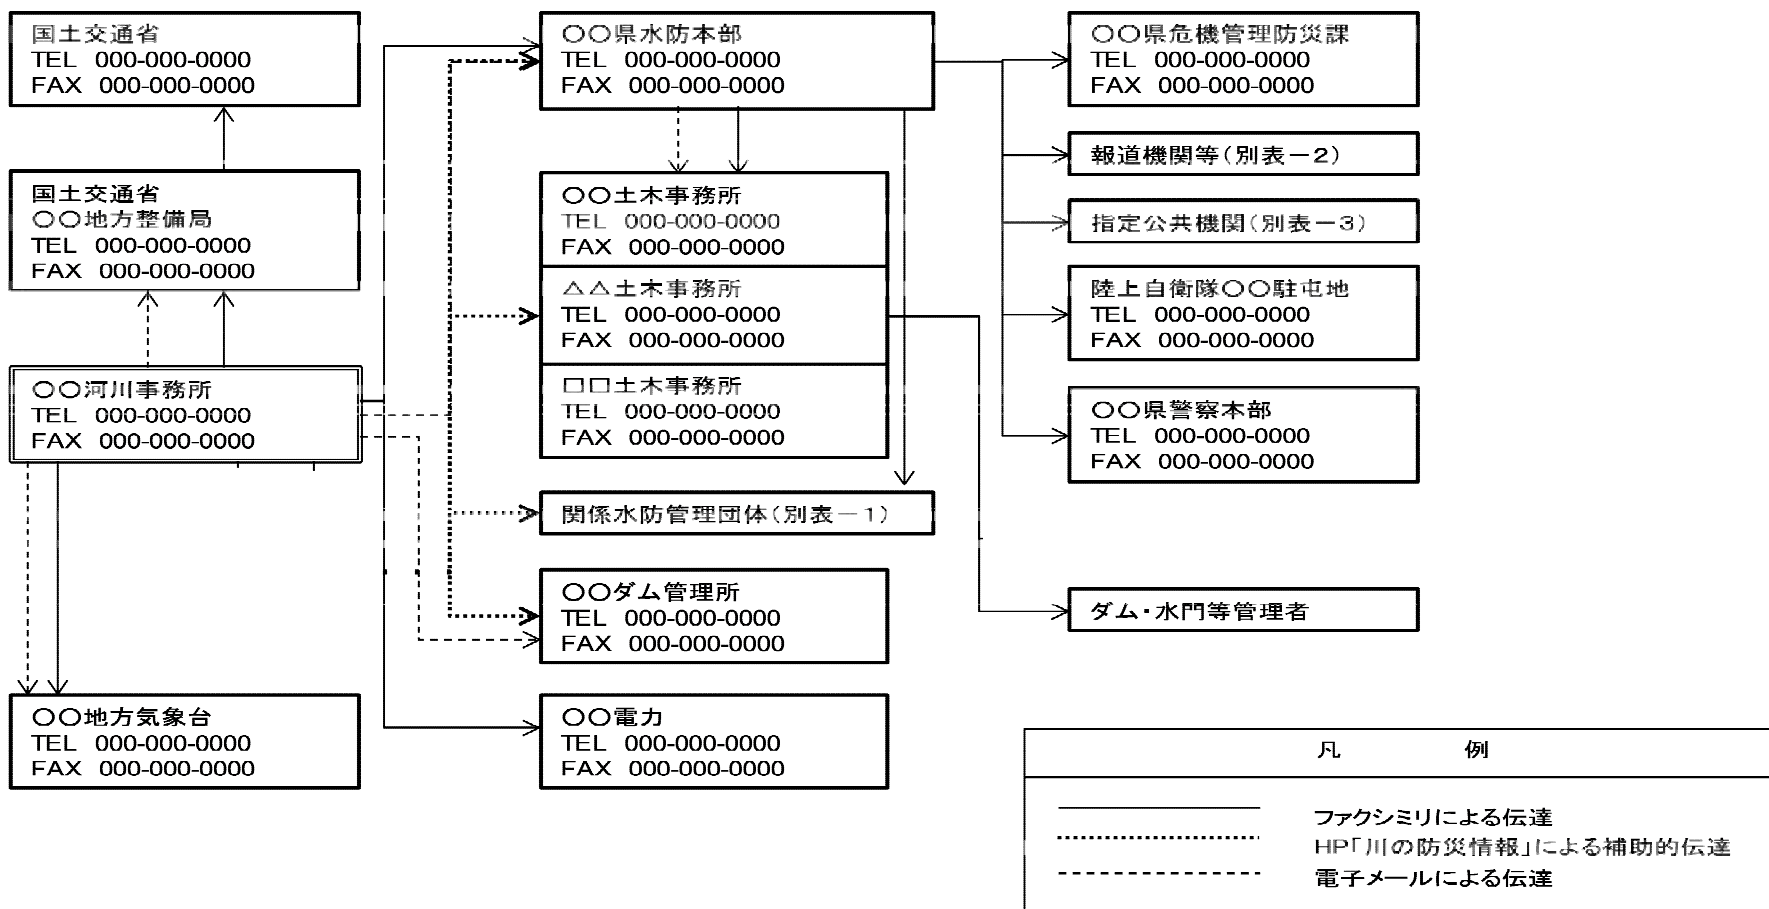 国土交通省
TEL 000-000-0000
FAX 000-000-0000
国土交通省
○○地方整備局
TEL 000-000-0000
FAX 000-000-0000
○○河川事務所
TEL 000-000-0000
FAX 000-000-0000
○○地方気象台
TEL 000-000-0000
FAX 000-000-0000
○○県水防本部
TEL 000-000-0000
FAX 000-000-0000
○○土木事務所
TEL 000-000-0000
FAX 000-000-0000
△△土木事務所
TEL 000-000-0000
FAX 000-000-0000
□□土木事務所
TEL 000-000-0000
FAX 000-000-0000
関係水防管理団体(別表-1)
○○ダム管理所
TEL 000-000-0000
FAX 000-000-0000
○○電力
TEL 000-000-0000
FAX 000-000-0000
○○県危機管理防災課
TEL 000-000-0000
FAX 000-000-0000
報道機関等(別表-2)
指定公共機関(別表-3)
陸上自衛隊○○駐屯地
TEL 000-000-0000
FAX 000-000-0000
○○県警察本部
TEL 000-000-0000
FAX 000-000-0000
ダム・水門等管理者
凡 例
ファクシミリによる伝達
HP「川の防災情報」による補助的伝達
電子メールによる伝達